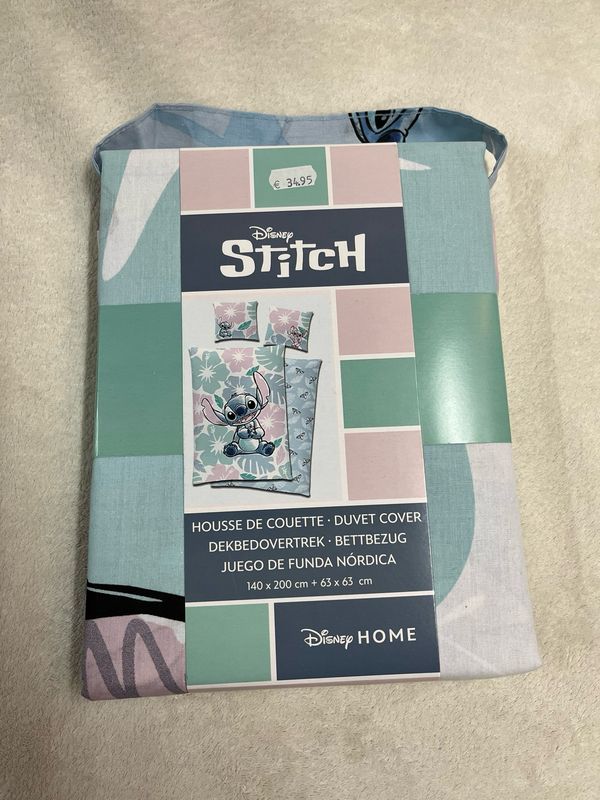 € 34.95
Disney
STITCH
HOUSSE DE COUETTE · DUVET COVER
DEKBEDOVERTREK · BETTBEZUG
JUEGO DE FUNDA NÓRDICA
140 x 200 cm + 63 x 63 cm
Disney HOME